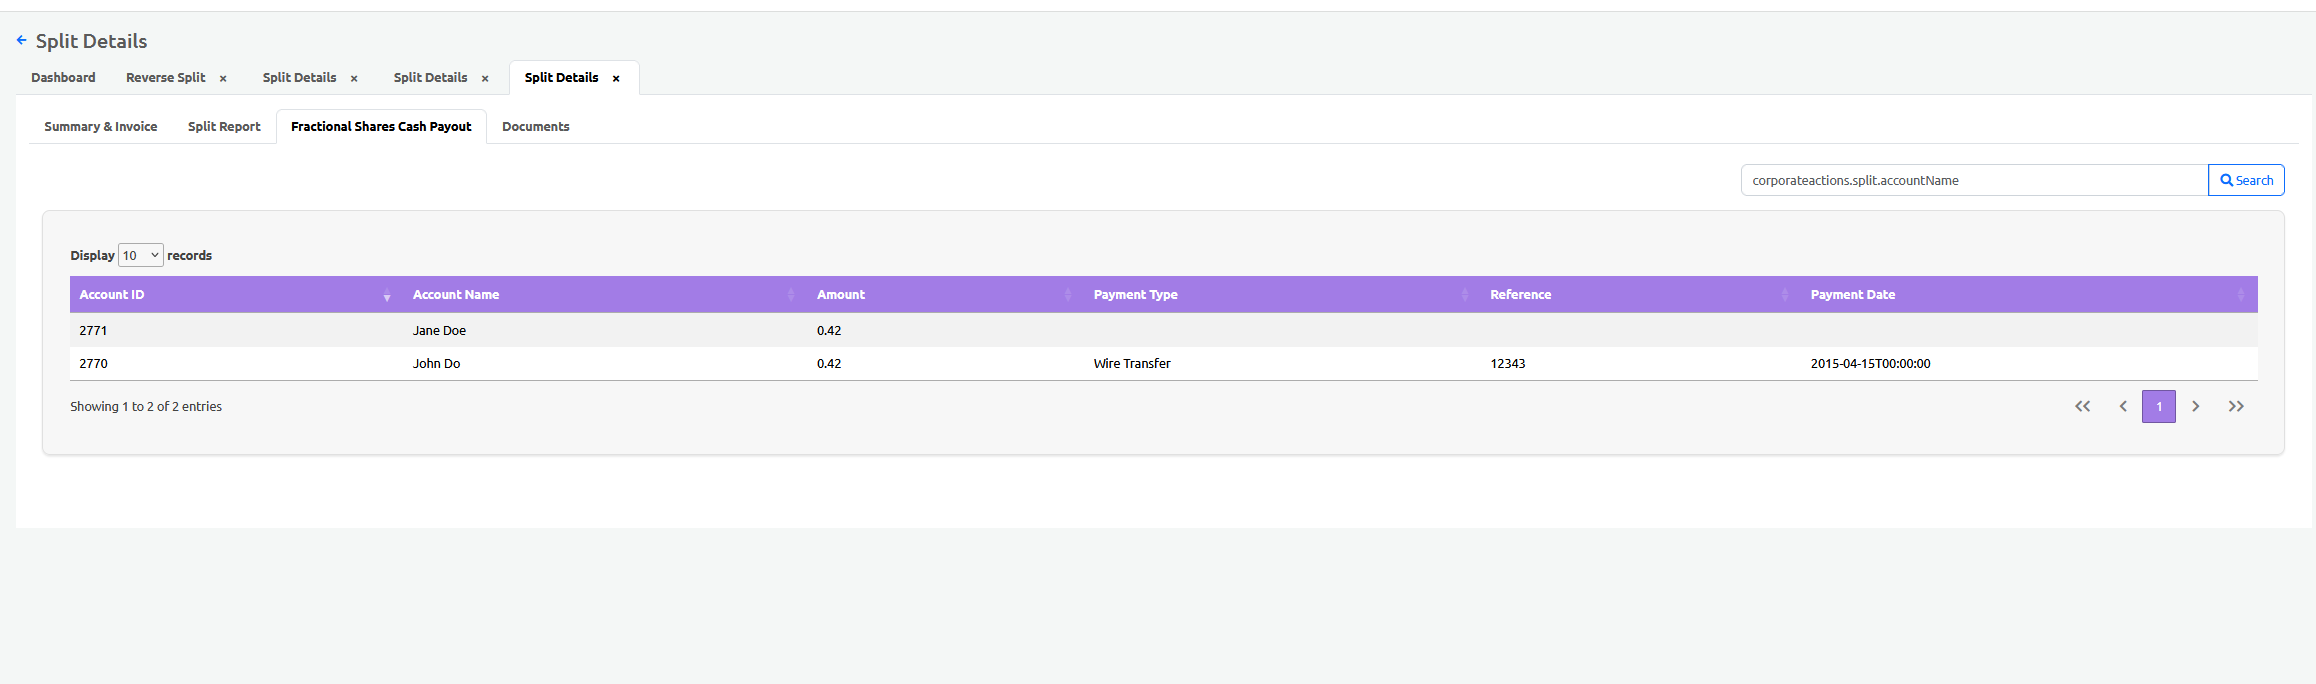 Split Details
Dashboard Reverse Split × Split Details × Split Details × Split Details ×
Summary & Invoice Split Report Fractional Shares Cash Payout Documents
corporateactions.split.accountName Search
Display 10 records
Account ID Account Name Amount Payment Type Reference Payment Date
2771 Jane Doe 0.42
2770 John Do 0.42 Wire Transfer 12343 2015-04-15T00:00:00
Showing 1 to 2 of 2 entries 1